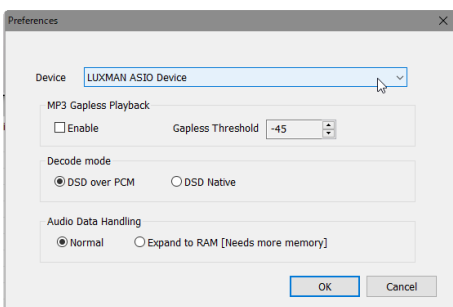 Preferences
Device LUXMAN ASIO Device
MP3 Gapless Playback
Enable Gapless Threshold -45
Decode mode
DSD over PCM DSD Native
Audio Data Handling
Normal Expand to RAM [Needs more memory]
OK Cancel